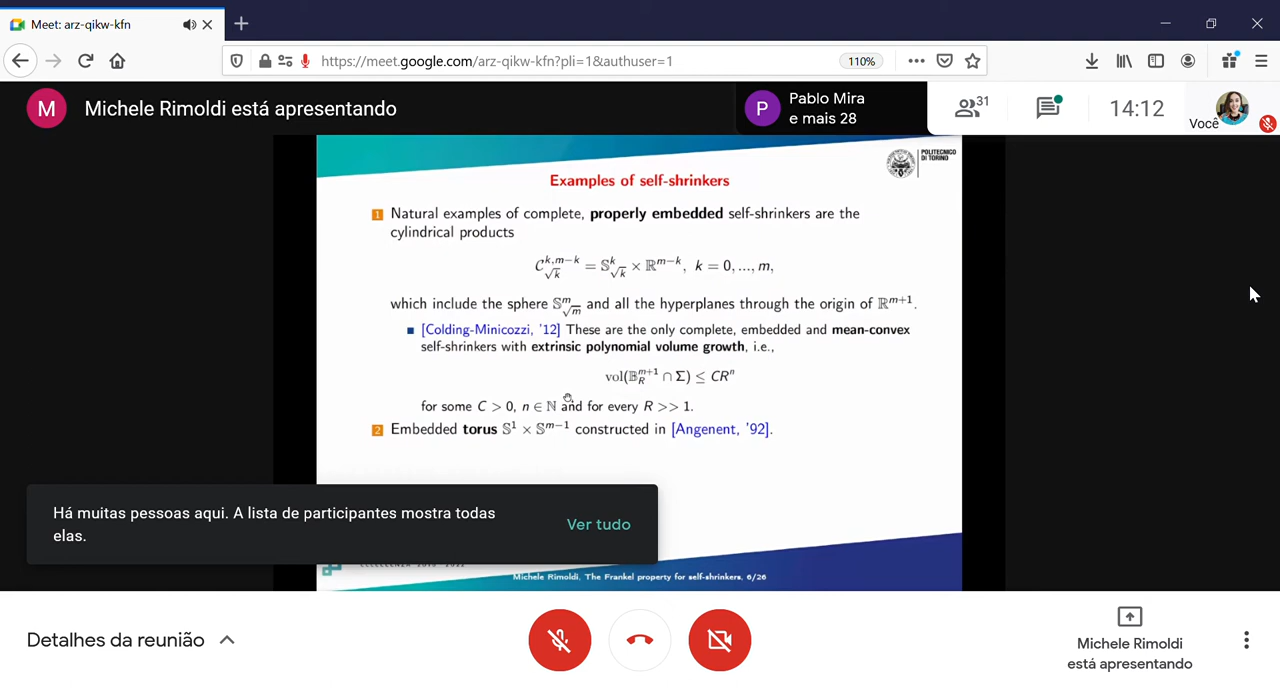 Meet: arz-qikw-kfn
https://meet.google.com/arz-qikw-kfn?pli=1&authuser=1
110%
M
Michele Rimoldi está apresentando
P
Pablo Mira
e mais 28
31
14:12
Você
POLITECNICO
DI TORINO
Examples of self-shrinkers
1 Natural examples of complete, properly embedded self-shrinkers are the
cylindrical products
𝒞^{k,m−k}_{√k} = 𝕊^k_{√k} × ℝ^{m−k}, k = 0, ..., m,
which include the sphere 𝕊^m_{√m} and all the hyperplanes through the origin of ℝ^{m+1}.
[Colding-Minicozzi, '12] These are the only complete, embedded and mean-convex
self-shrinkers with extrinsic polynomial volume growth, i.e.,
vol(𝔹^{m+1}_R ∩ Σ) ≤ CR^n
for some C > 0, n ∈ ℕ and for every R >> 1.
2 Embedded torus 𝕊^1 × 𝕊^{m−1} constructed in [Angenent, '92].
Há muitas pessoas aqui. A lista de participantes mostra todas
elas.
Ver tudo
Michele Rimoldi, The Frankel property for self-shrinkers, 6/26
Detalhes da reunião
Michele Rimoldi
está apresentando